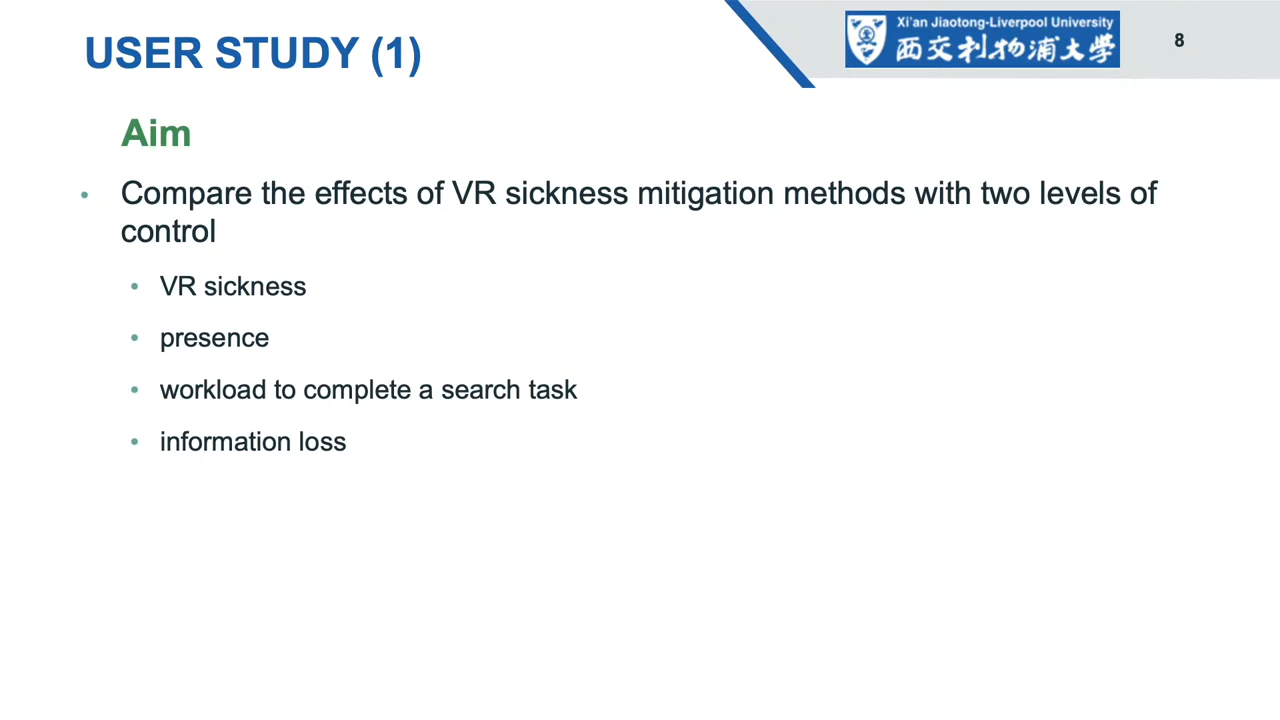 USER STUDY (1)
Xi'an Jiaotong-Liverpool University
西交利物浦大學
8
Aim
• Compare the effects of VR sickness mitigation methods with two levels of
control
• VR sickness
• presence
• workload to complete a search task
• information loss